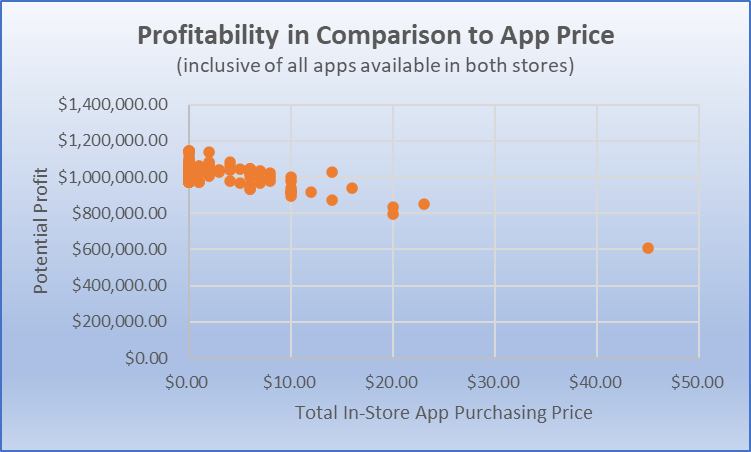 Profitability in Comparison to App Price
(inclusive of all apps available in both stores)
$1,400,000.00
$1,200,000.00
$1,000,000.00
$800,000.00
$600,000.00
$400,000.00
$200,000.00
$0.00
Potential Profit
$0.00 $10.00 $20.00 $30.00 $40.00 $50.00
Total In-Store App Purchasing Price